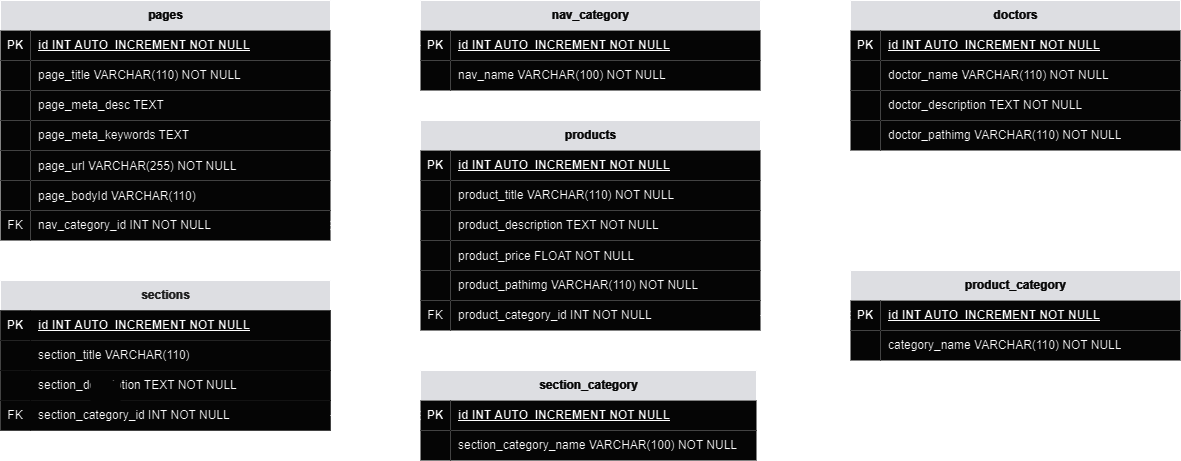 pages
PK id INT AUTO_INCREMENT NOT NULL
page_title VARCHAR(110) NOT NULL
page_meta_desc TEXT
page_meta_keywords TEXT
page_url VARCHAR(255) NOT NULL
page_bodyId VARCHAR(110)
FK nav_category_id INT NOT NULL
sections
PK id INT AUTO_INCREMENT NOT NULL
section_title VARCHAR(110)
TEXT NOT NULL
FK section_category_id INT NOT NULL
nav_category
PK id INT AUTO_INCREMENT NOT NULL
nav_name VARCHAR(100) NOT NULL
products
PK id INT AUTO_INCREMENT NOT NULL
product_title VARCHAR(110) NOT NULL
product_description TEXT NOT NULL
product_price FLOAT NOT NULL
product_pathimg VARCHAR(110) NOT NULL
FK product_category_id INT NOT NULL
section_category
PK id INT AUTO_INCREMENT NOT NULL
section_category_name VARCHAR(100) NOT NULL
doctors
PK id INT AUTO_INCREMENT NOT NULL
doctor_name VARCHAR(110) NOT NULL
doctor_description TEXT NOT NULL
doctor_pathimg VARCHAR(110) NOT NULL
product_category
PK id INT AUTO_INCREMENT NOT NULL
category_name VARCHAR(110) NOT NULL